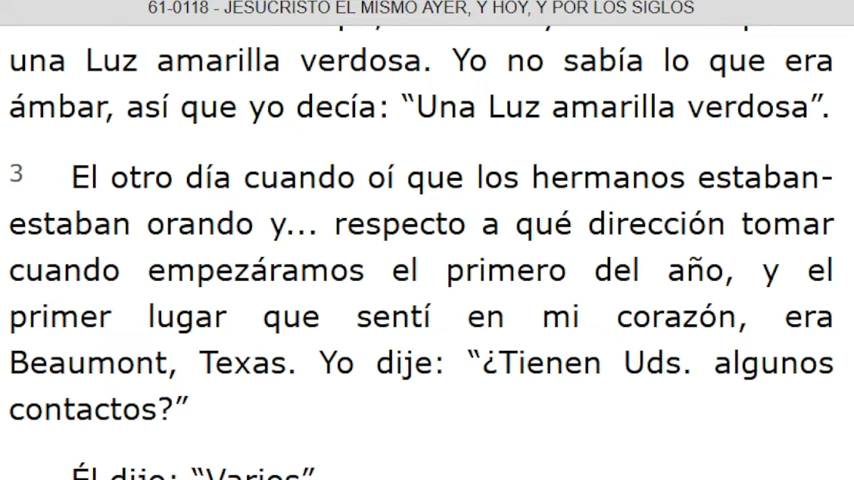 61-0118 - JESUCRISTO EL MISMO AYER, Y HOY, Y POR LOS SIGLOS
una Luz amarilla verdosa. Yo no sabía lo que era
ámbar, así que yo decía: “Una Luz amarilla verdosa”.
3 El otro día cuando oí que los hermanos estaban-
estaban orando y... respecto a qué dirección tomar
cuando empezáramos el primero del año, y el
primer lugar que sentí en mi corazón, era
Beaumont, Texas. Yo dije: “¿Tienen Uds. algunos
contactos?”
Él dijo: “Varios”